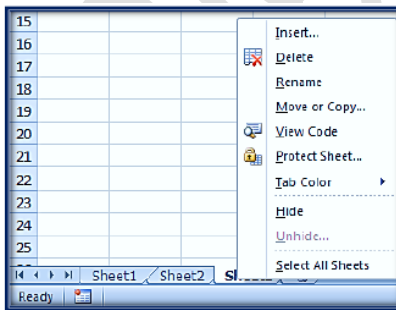 15
16
17
18
19
20
21
22
23
24
25
Insert...
Delete
Rename
Move or Copy...
View Code
Protect Sheet...
Tab Color
Hide
Unhide...
Select All Sheets
Sheet1 Sheet2
Ready